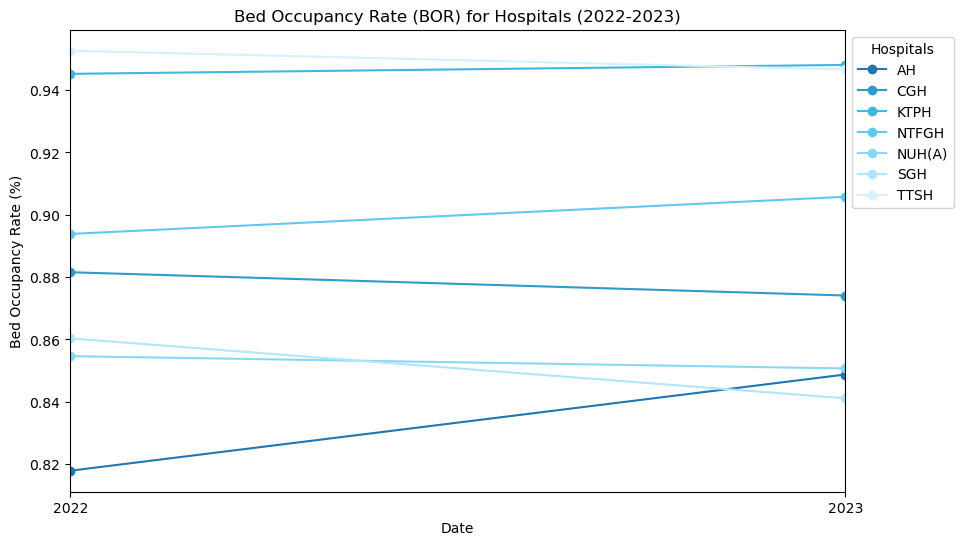 Bed Occupancy Rate (BOR) for Hospitals (2022-2023)
Hospitals
AH
CGH
KTPH
NTFGH
NUH(A)
SGH
TTSH
Bed Occupancy Rate (%)
0.94
0.92
0.90
0.88
0.86
0.84
0.82
2022
2023
Date